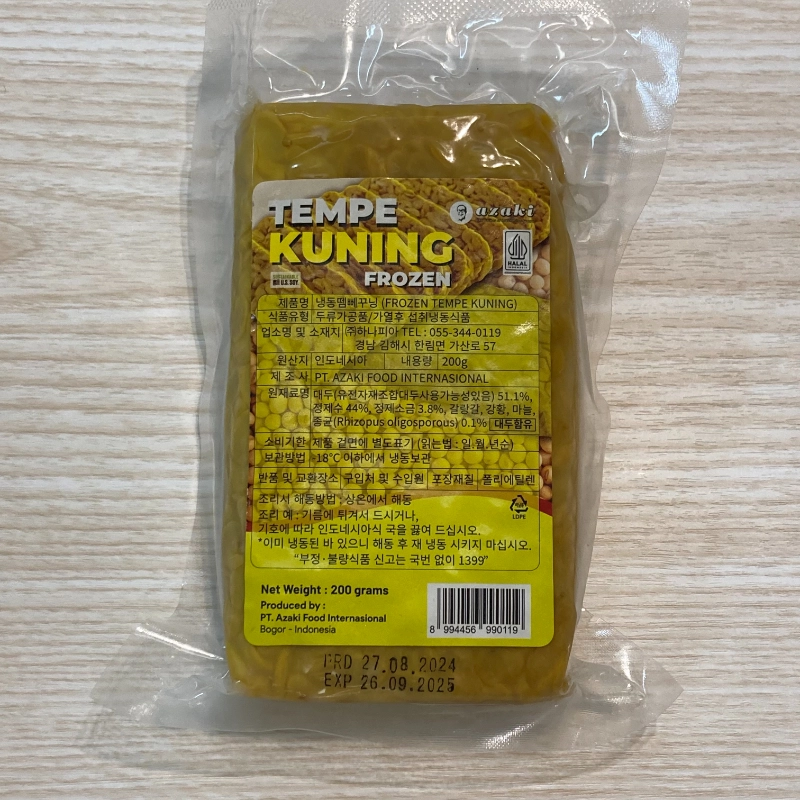 TEMPE
KUNING
FROZEN
azaki
HALAL
INDONESIA
U.S. SOY
제품명 냉동뗌뻬꾸닝 (FROZEN TEMPE KUNING)
식품유형 두류가공품/가열후 섭취냉동식품
업소명 및 소재지 ㈜하나피아 TEL : 055-344-0119
경남 김해시 한림면 가산로 57
원산지 인도네시아 내용량 200g
제 조 사 PT. AZAKI FOOD INTERNASIONAL
원재료명 대두(유전자재조합대두사용가능성있음) 51.1%,
정제수 44%, 정제소금 3.8%, 갈랑갈, 강황, 마늘,
종균(Rhizopus oligosporous) 0.1% 대두함유
소비기한 제품 겉면에 별도표기 (읽는법 : 일.월.년순)
보관방법 -18℃ 이하에서 냉동보관
반품 및 교환장소 구입처 및 수입원 포장재질 폴리에틸렌
조리시 해동방법 : 상온에서 해동
조리 예 : 기름에 튀겨서 드시거나,
기호에 따라 인도네시아식 국을 끓여 드십시오.
*이미 냉동된 바 있으니 해동 후 재 냉동 시키지 마십시오.
“부정·불량식품 신고는 국번 없이 1399”
LDPE
Net Weight : 200 grams
Produced by :
PT. Azaki Food Internasional
Bogor - Indonesia
8 994456 990119
PRD 27.08.2024
EXP 26.09.2025